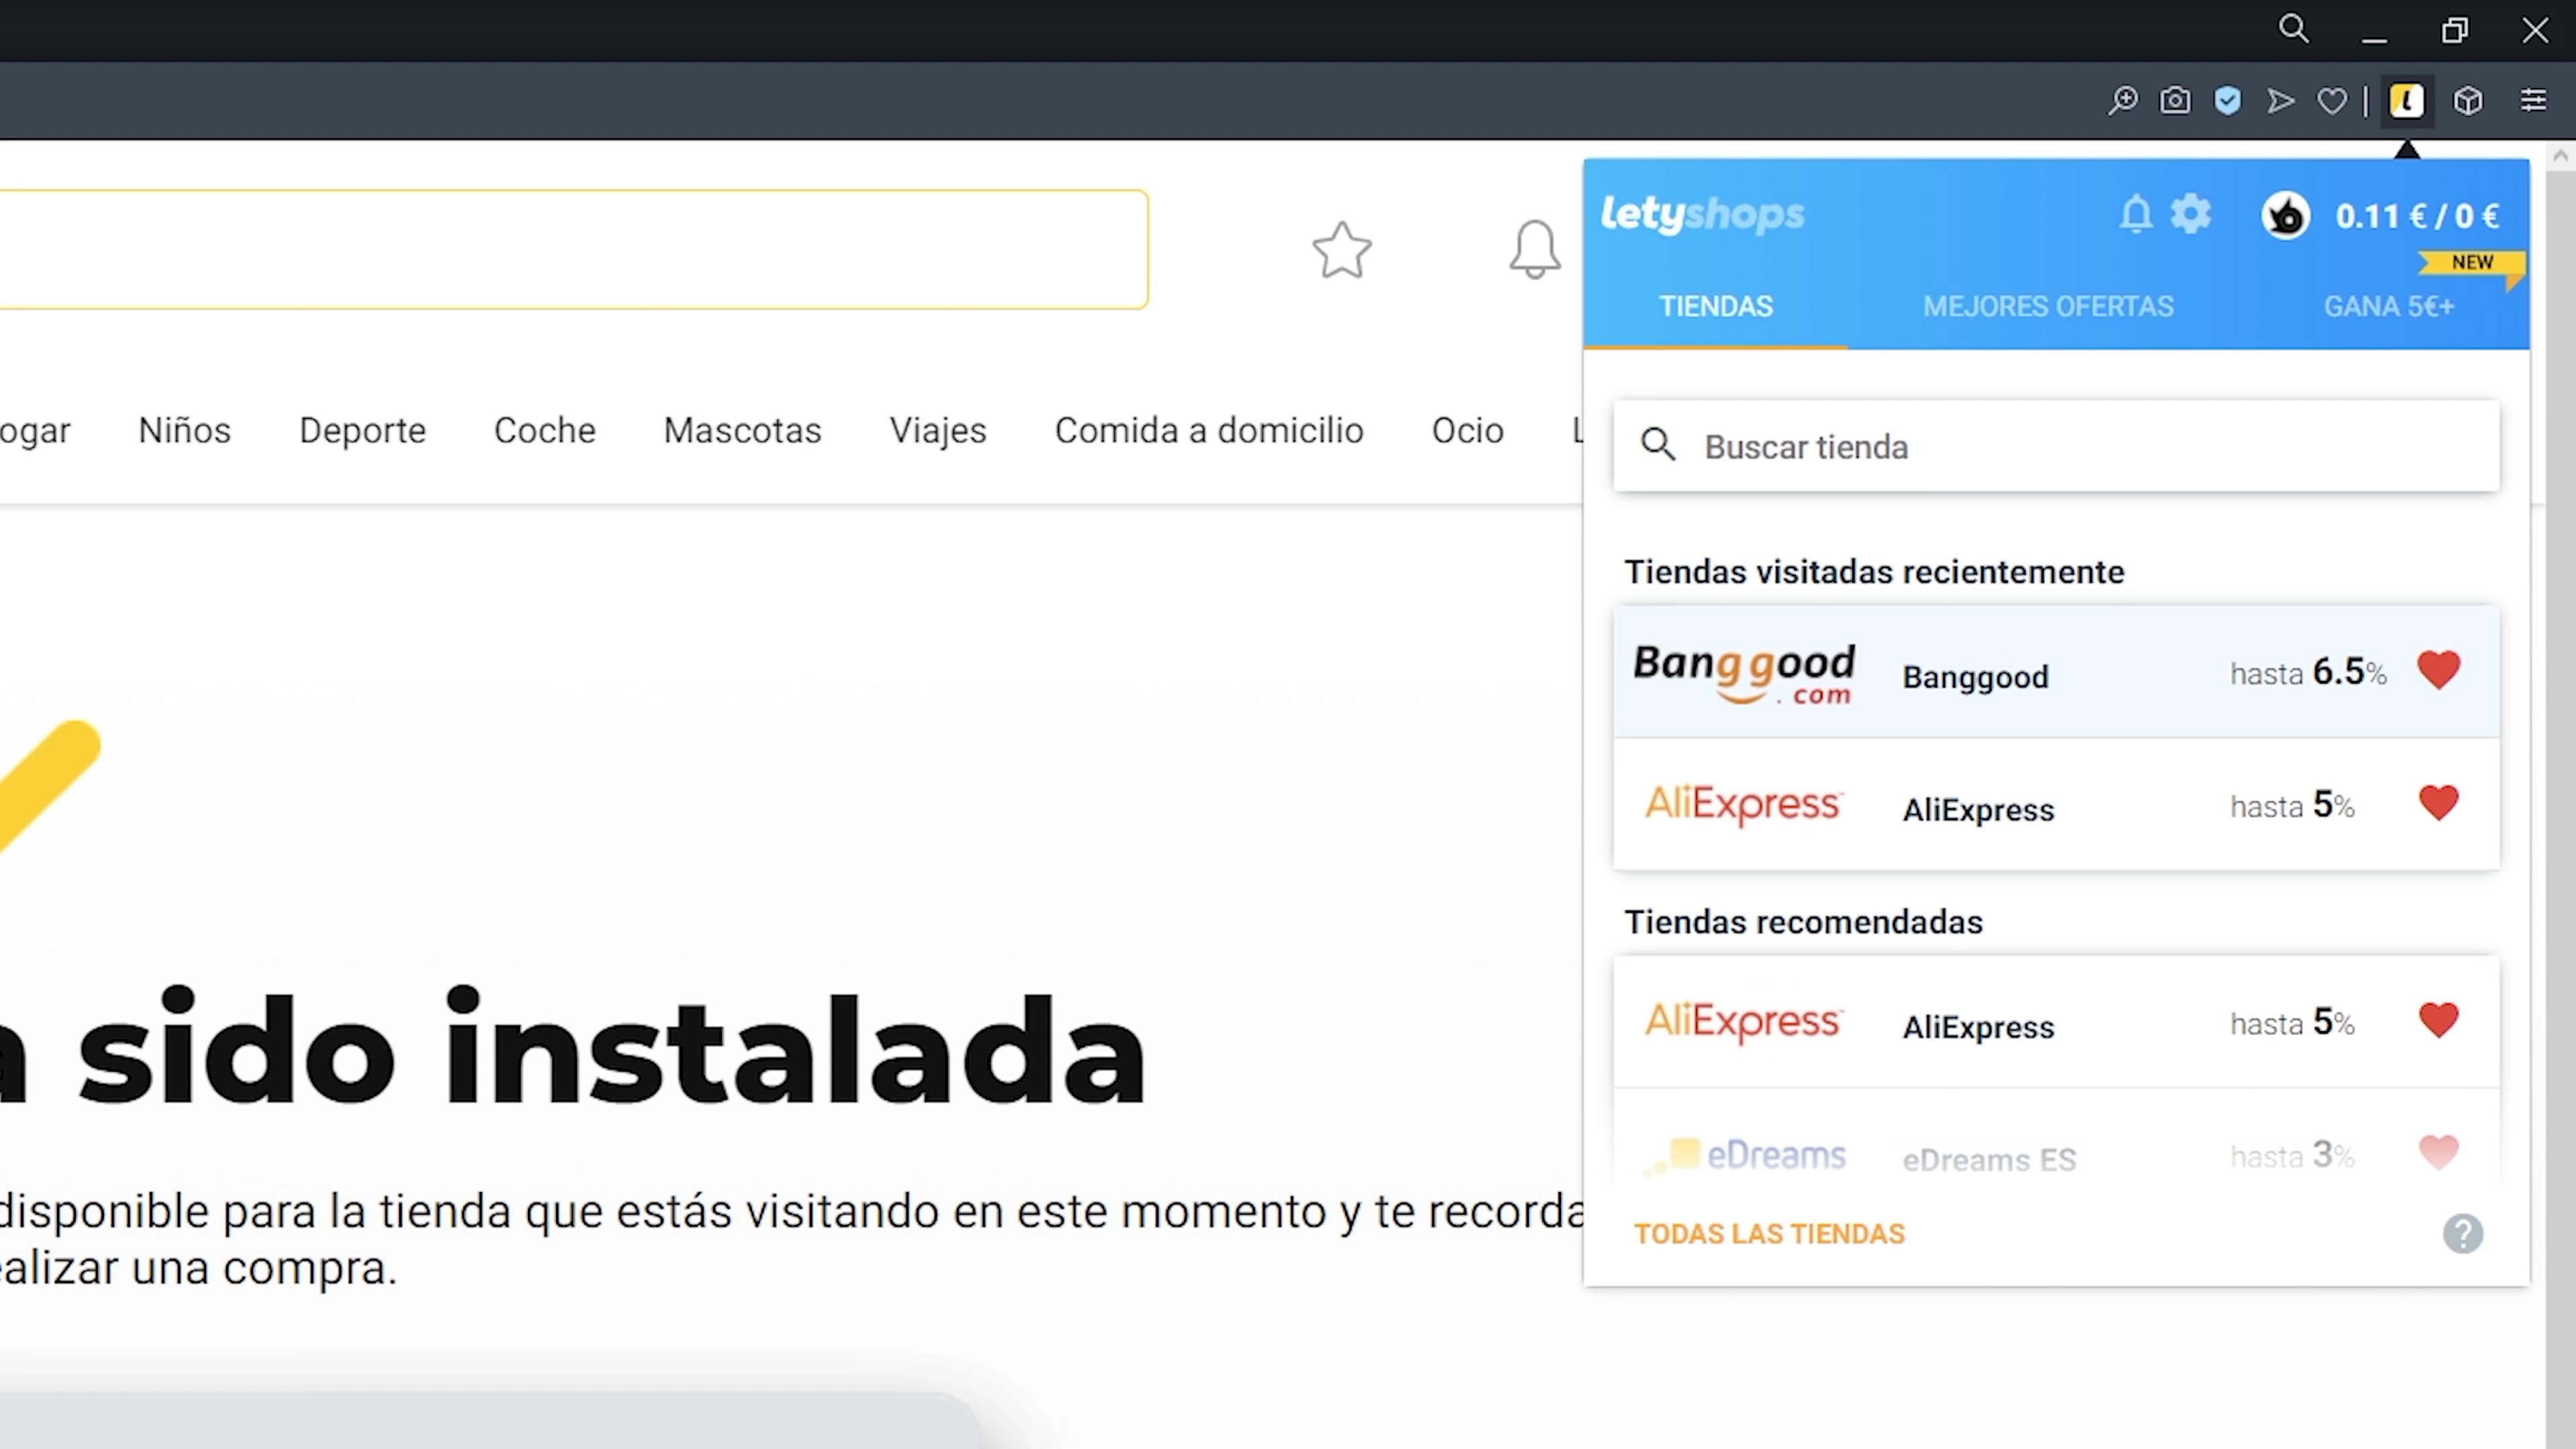 letyshops
0.11 € / 0 €
NEW
TIENDAS
MEJORES OFERTAS
GANA 5€+
Niños
Deporte
Coche
Mascotas
Viajes
Comida a domicilio
Ocio
Buscar tienda
Tiendas visitadas recientemente
Banggood.com
Banggood
hasta 6.5%
AliExpress
AliExpress
hasta 5%
Tiendas recomendadas
AliExpress
AliExpress
hasta 5%
eDreams
eDreams ES
hasta 3%
TODAS LAS TIENDAS
sido instalada
disponible para la tienda que estás visitando en este momento y te recorda
ealizar una compra.